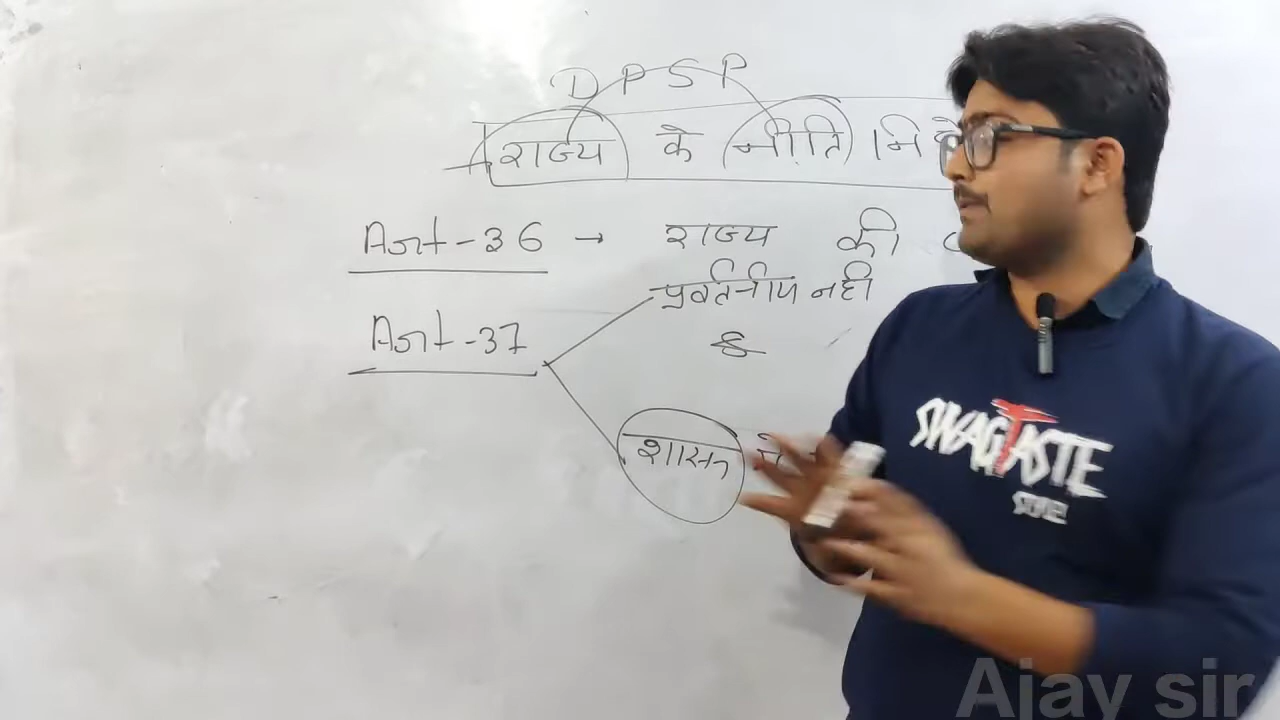 DPSP
राज्य के नीति नि
Art-36 → राज्य की
प्रवर्तनीय नही
Art-37
&
शासन में
SWAGTASTE
Ajay sir